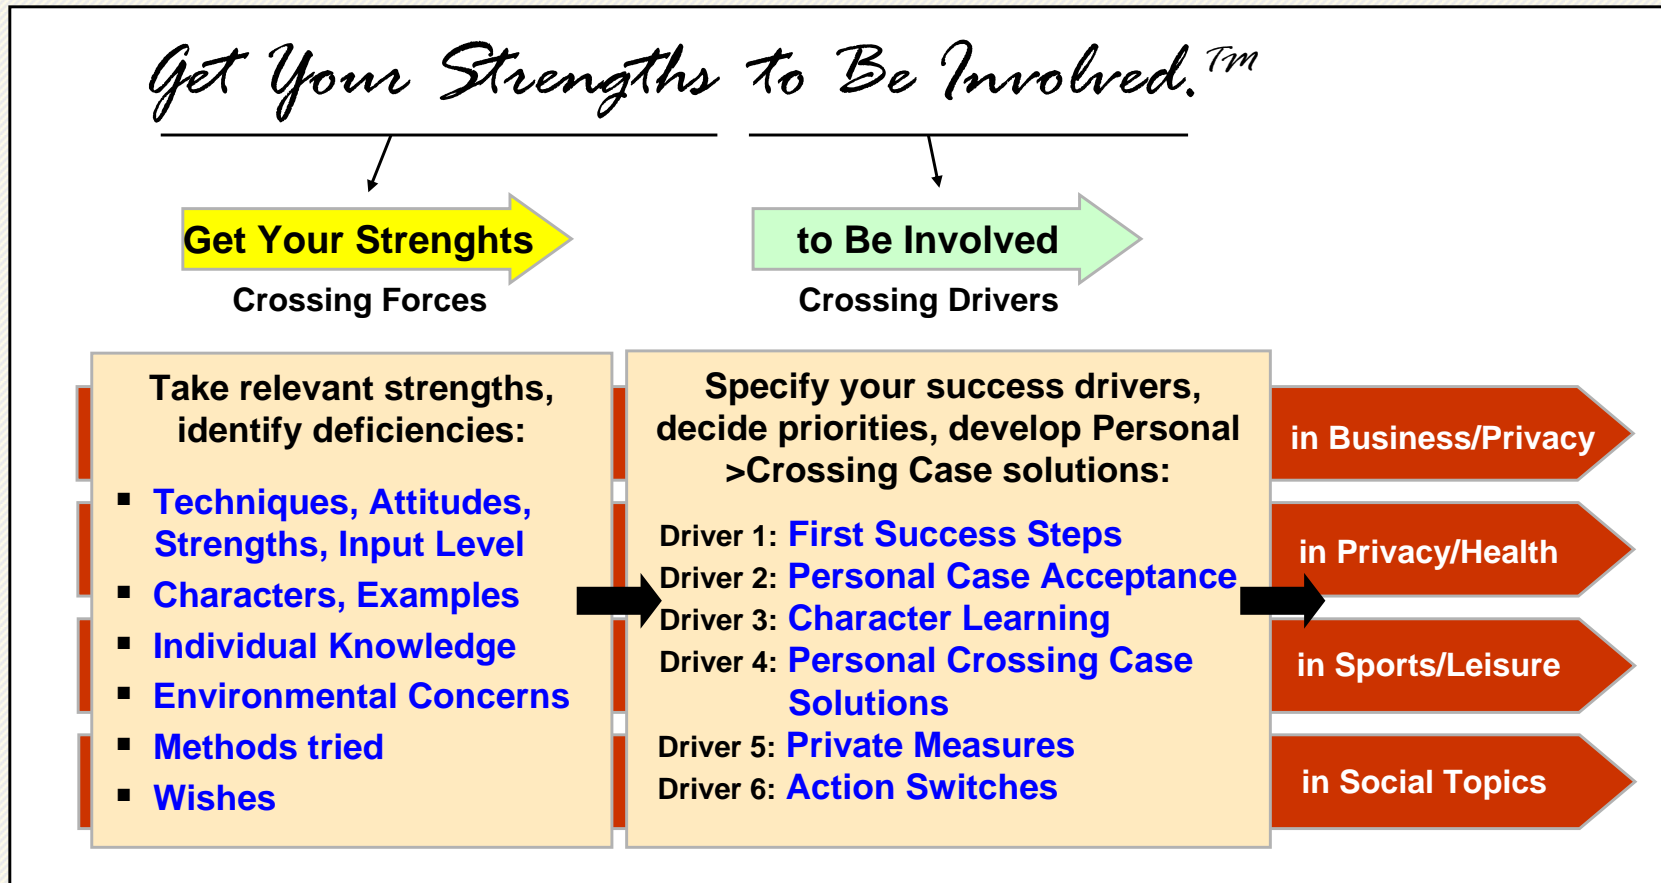 Get Your Strengths to Be Involved.™
Get Your Strenghts
to Be Involved
Crossing Forces
Crossing Drivers
Take relevant strengths,
identify deficiencies:
▪ Techniques, Attitudes,
Strengths, Input Level
▪ Characters, Examples
▪ Individual Knowledge
▪ Environmental Concerns
▪ Methods tried
▪ Wishes
Specify your success drivers,
decide priorities, develop Personal
>Crossing Case solutions:
Driver 1: First Success Steps
Driver 2: Personal Case Acceptance
Driver 3: Character Learning
Driver 4: Personal Crossing Case
Solutions
Driver 5: Private Measures
Driver 6: Action Switches
in Business/Privacy
in Privacy/Health
in Sports/Leisure
in Social Topics